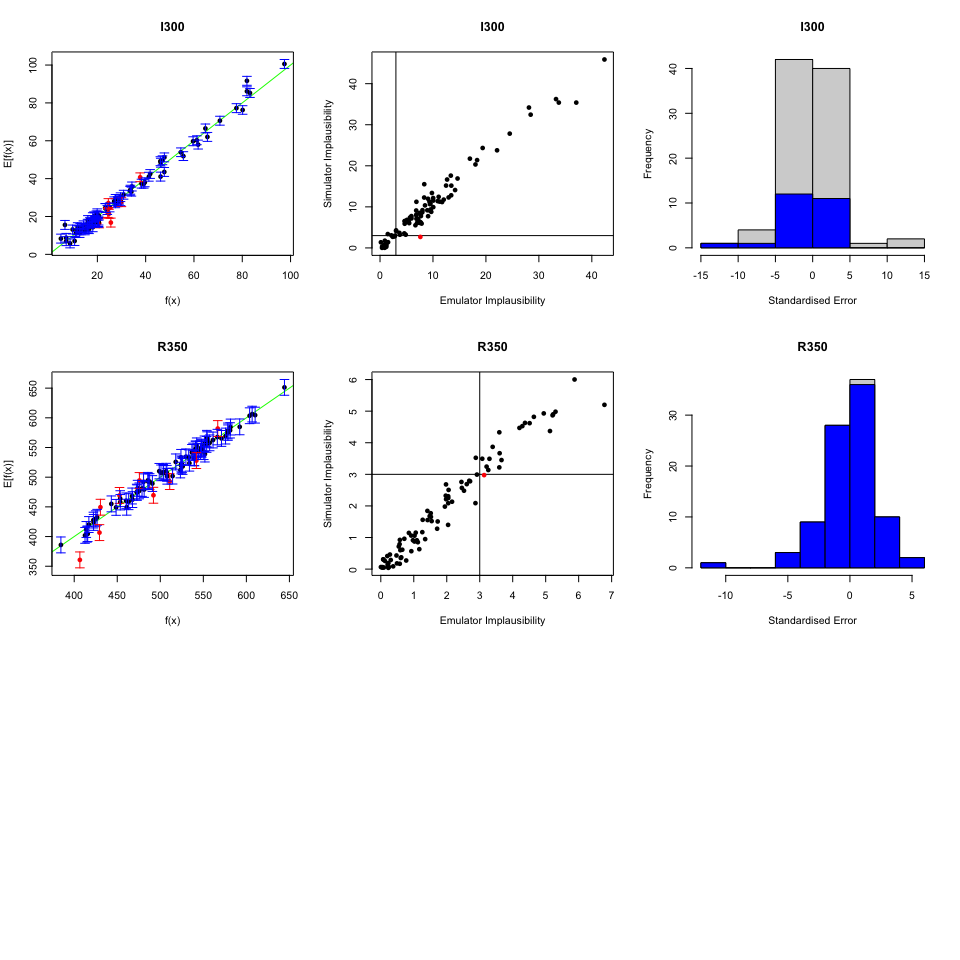 I300
E[f(x)]
0 20 40 60 80 100
20 40 60 80 100
f(x)
I300
Simulator Implausibility
0 10 20 30 40
0 10 20 30 40
Emulator Implausibility
I300
Frequency
0 10 20 30 40
-15 -10 -5 0 5 10 15
Standardised Error
R350
E[f(x)]
350 400 450 500 550 600 650
400 450 500 550 600 650
f(x)
R350
Simulator Implausibility
0 1 2 3 4 5 6
0 1 2 3 4 5 6 7
Emulator Implausibility
R350
Frequency
0 10 20 30
-10 -5 0 5
Standardised Error